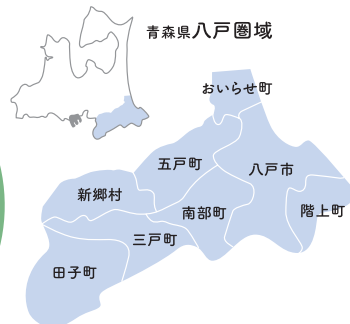 青森県八戸圏域
おいらせ町
五戸町
八戸市
新郷村
南部町
階上町
三戸町
田子町